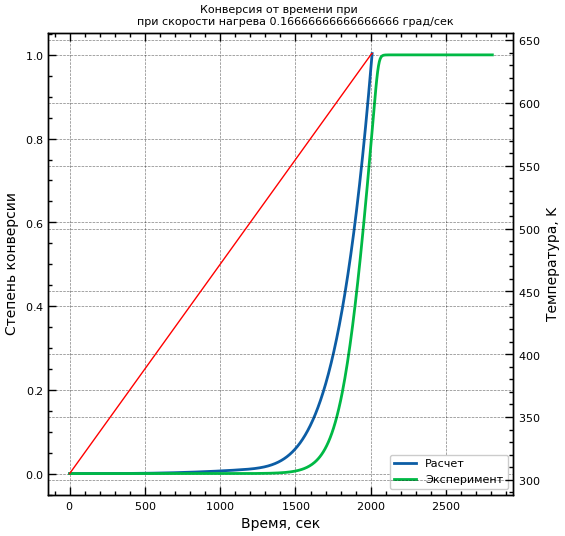 Конверсия от времени при
при скорости нагрева 0.16666666666666666 град/сек
1.0
0.8
0.6
0.4
0.2
0.0
Степень конверсии
650
600
550
500
450
400
350
300
Температура, К
Расчет
Эксперимент
0 500 1000 1500 2000 2500
Время, сек